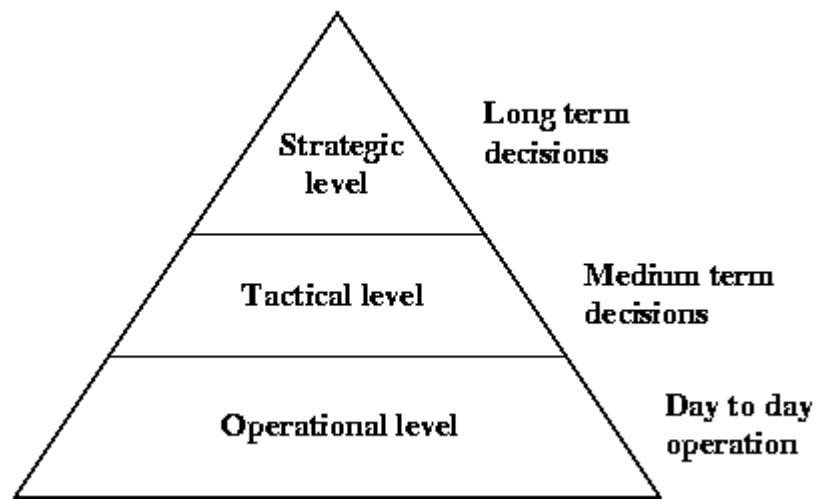 Strategic
level
Long term
decisions
Tactical level
Medium term
decisions
Operational level
Day to day
operation